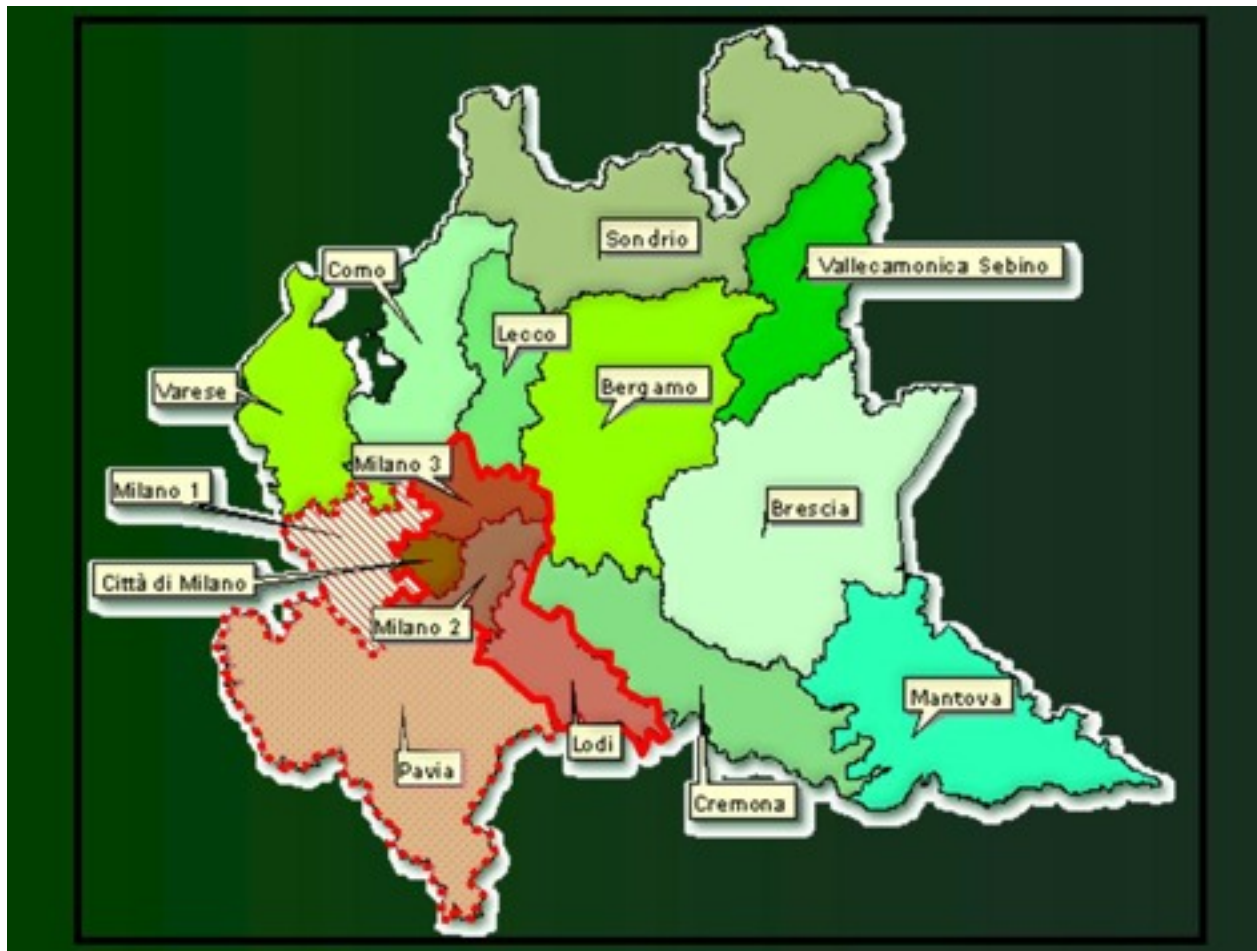 Sondrio
Como
Vallecamonica Sebino
Lecco
Varese
Bergamo
Milano 3
Milano 1
Brescia
Città di Milano
Milano 2
Mantova
Lodi
Pavia
Cremona